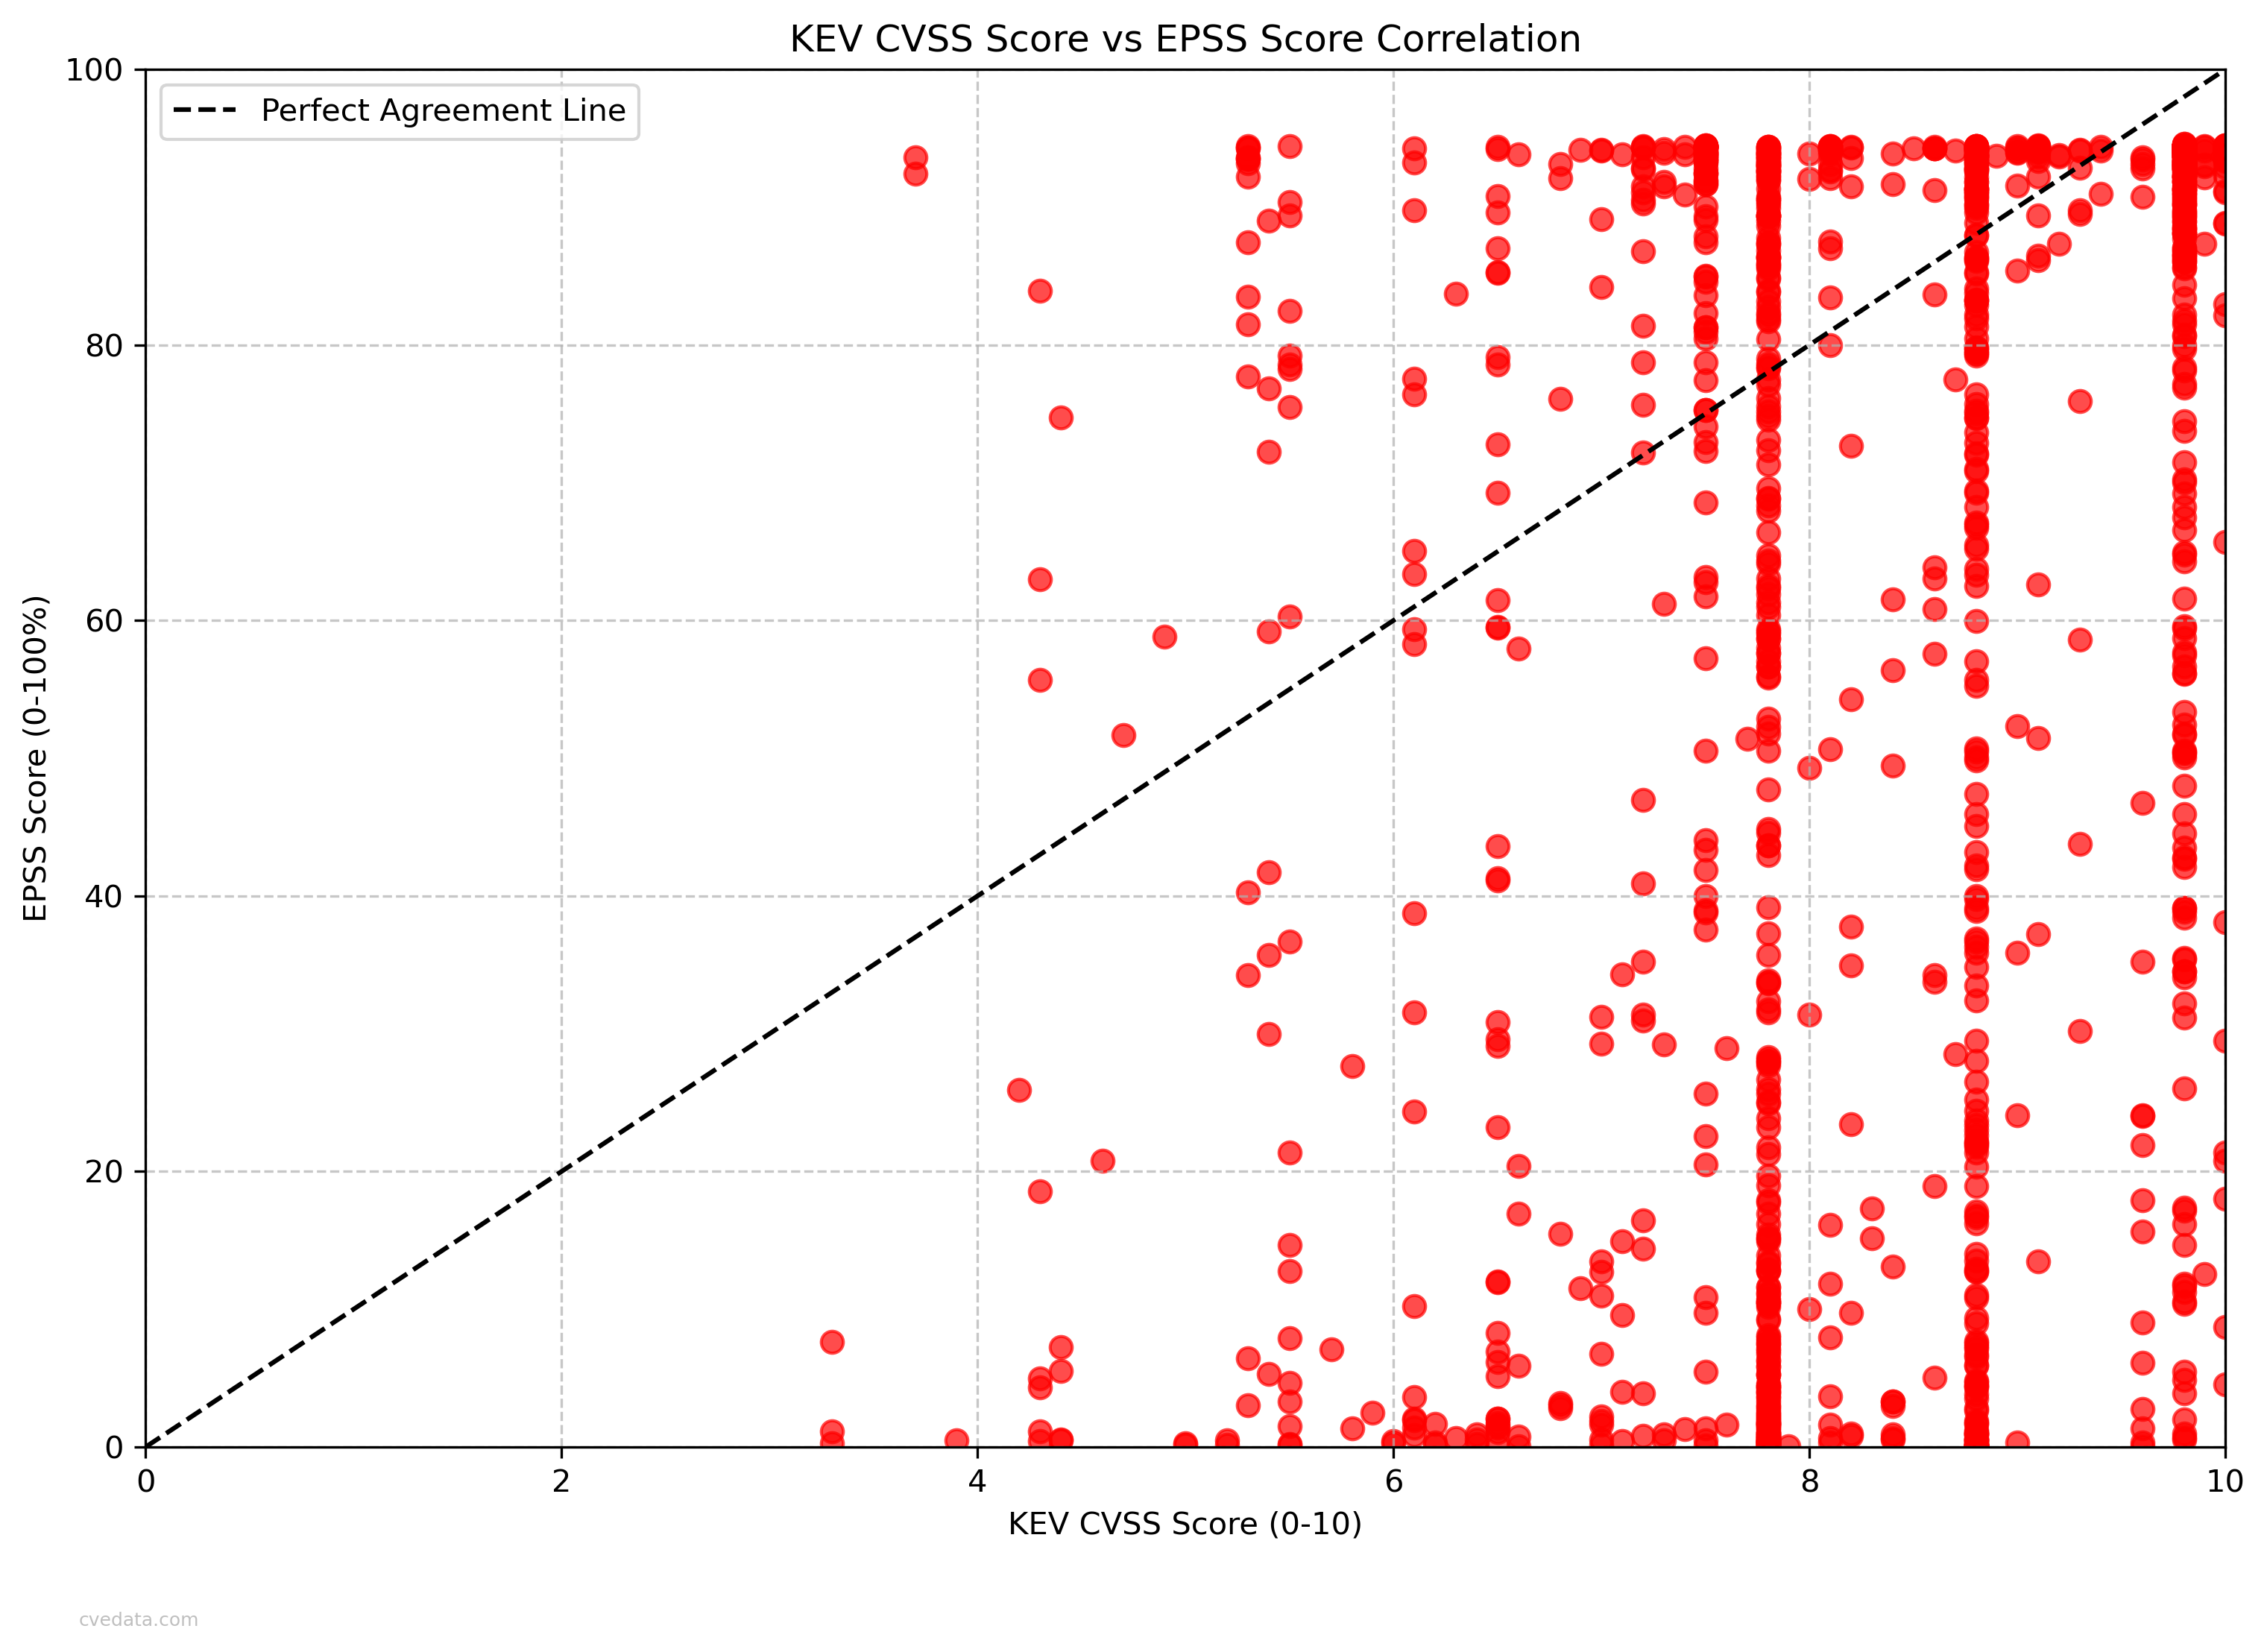 KEV CVSS Score vs EPSS Score Correlation
Perfect Agreement Line
EPSS Score (0-100%)
100
80
60
40
20
0
0 2 4 6 8 10
KEV CVSS Score (0-10)
cvedata.com